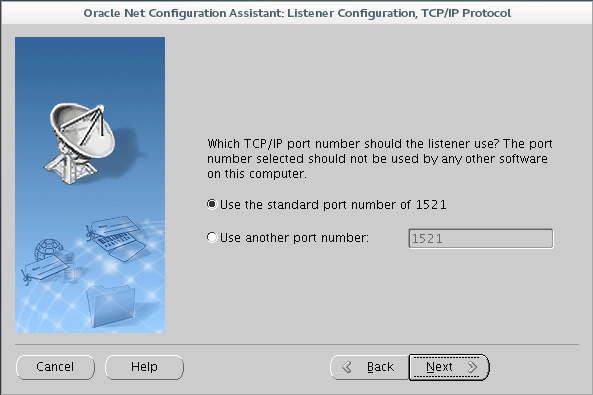 Oracle Net Configuration Assistant: Listener Configuration, TCP/IP Protocol
Which TCP/IP port number should the listener use? The port
number selected should not be used by any other software
on this computer.
Use the standard port number of 1521
Use another port number:
1521
Cancel
Help
Back
Next